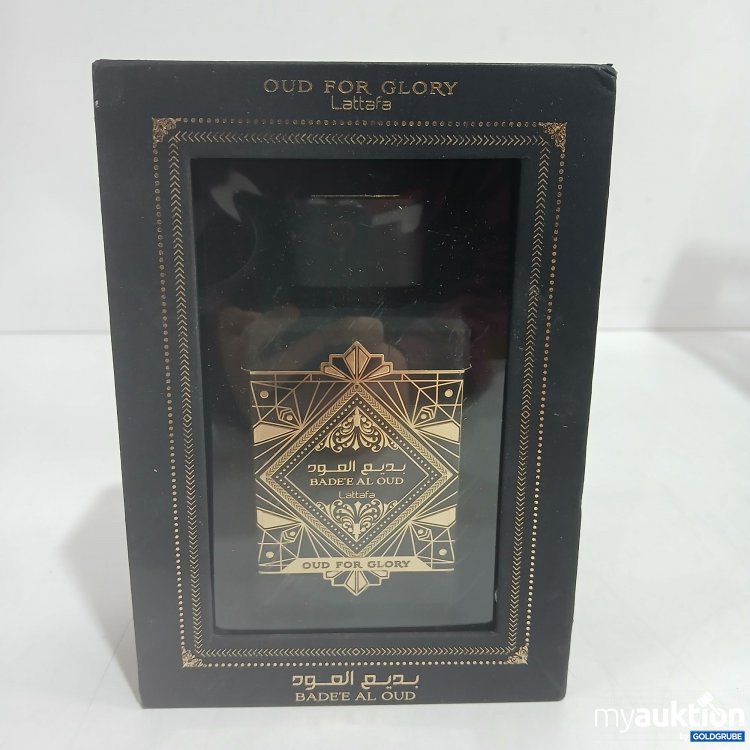 OUD FOR GLORY
Lattafa
بديع العود
BADE'E AL OUD
Lattafa
OUD FOR GLORY
بديع العود
BADE'E AL OUD
myauktion
by GOLDGRUBE